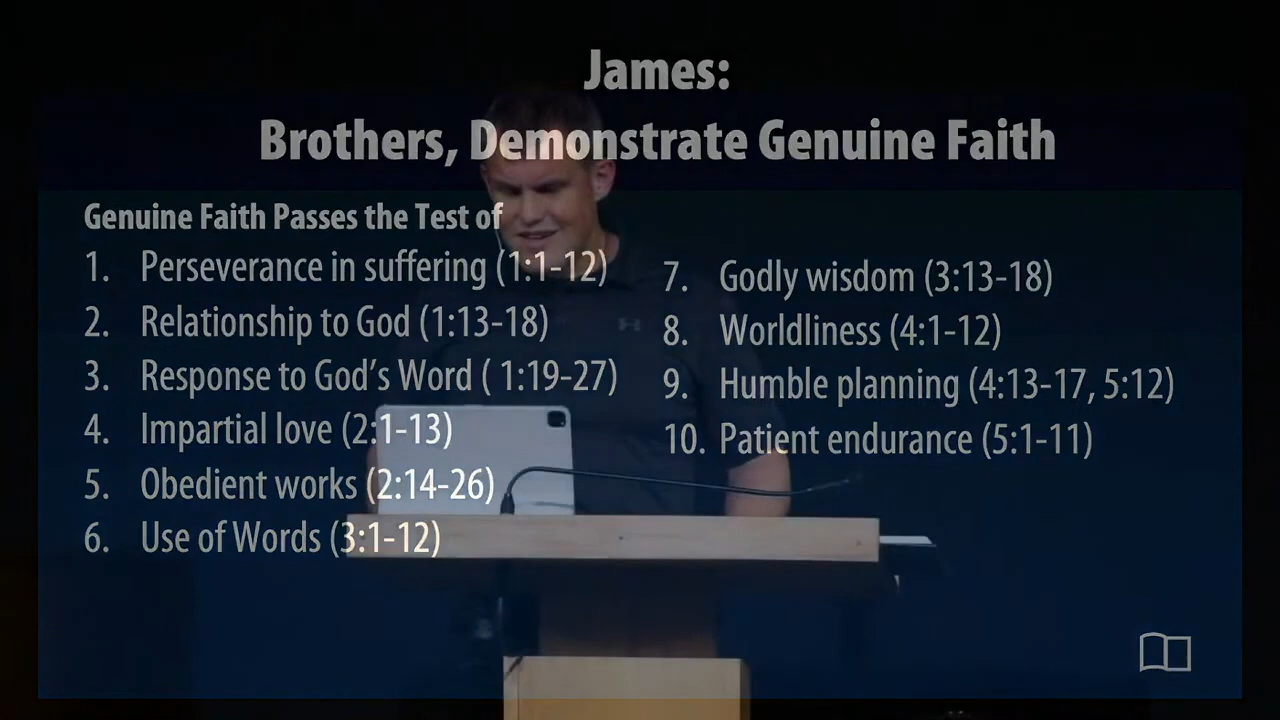 James:
Brothers, Demonstrate Genuine Faith
Genuine Faith Passes the Test of
1. Perseverance in suffering (1:1-12)
2. Relationship to God (1:13-18)
3. Response to God’s Word ( 1:19-27)
4. Impartial love (2:1-13)
5. Obedient works (2:14-26)
6. Use of Words (3:1-12)
7. Godly wisdom (3:13-18)
8. Worldliness (4:1-12)
9. Humble planning (4:13-17, 5:12)
10. Patient endurance (5:1-11)